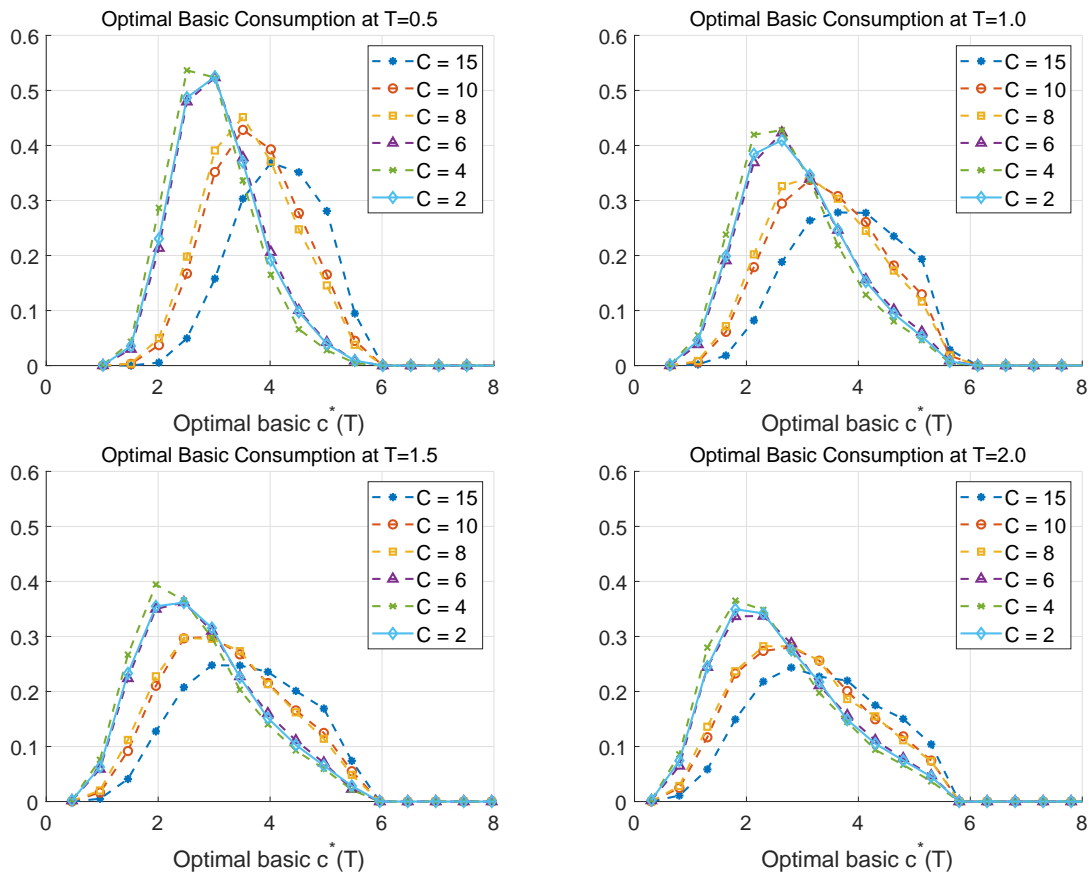 Optimal Basic Consumption at T=0.5
0.6
0.5
0.4
0.3
0.2
0.1
0
0 2 4 6 8
C = 15
C = 10
C = 8
C = 6
C = 4
C = 2
Optimal basic c*(T)
Optimal Basic Consumption at T=1.0
0.6
0.5
0.4
0.3
0.2
0.1
0
0 2 4 6 8
C = 15
C = 10
C = 8
C = 6
C = 4
C = 2
Optimal basic c*(T)
Optimal Basic Consumption at T=1.5
0.6
0.5
0.4
0.3
0.2
0.1
0
0 2 4 6 8
C = 15
C = 10
C = 8
C = 6
C = 4
C = 2
Optimal basic c*(T)
Optimal Basic Consumption at T=2.0
0.6
0.5
0.4
0.3
0.2
0.1
0
0 2 4 6 8
C = 15
C = 10
C = 8
C = 6
C = 4
C = 2
Optimal basic c*(T)